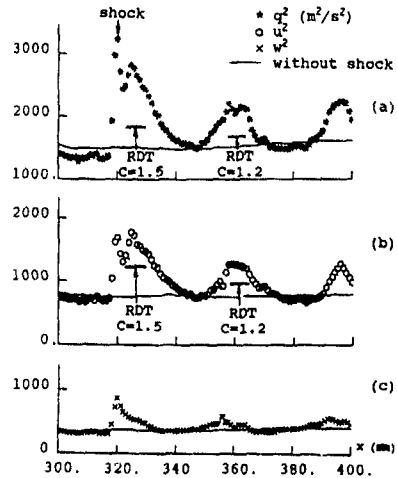 shock
★ q² (m²/s²)
o u²
× w²
without shock
3000
2000
1000.
RDT
C=1.5
RDT
C=1.2
(a)
2000
1000
0.
RDT
C=1.5
RDT
C=1.2
(b)
1000
0
(c)
300. 320. 340. 360. 380. 400.
x